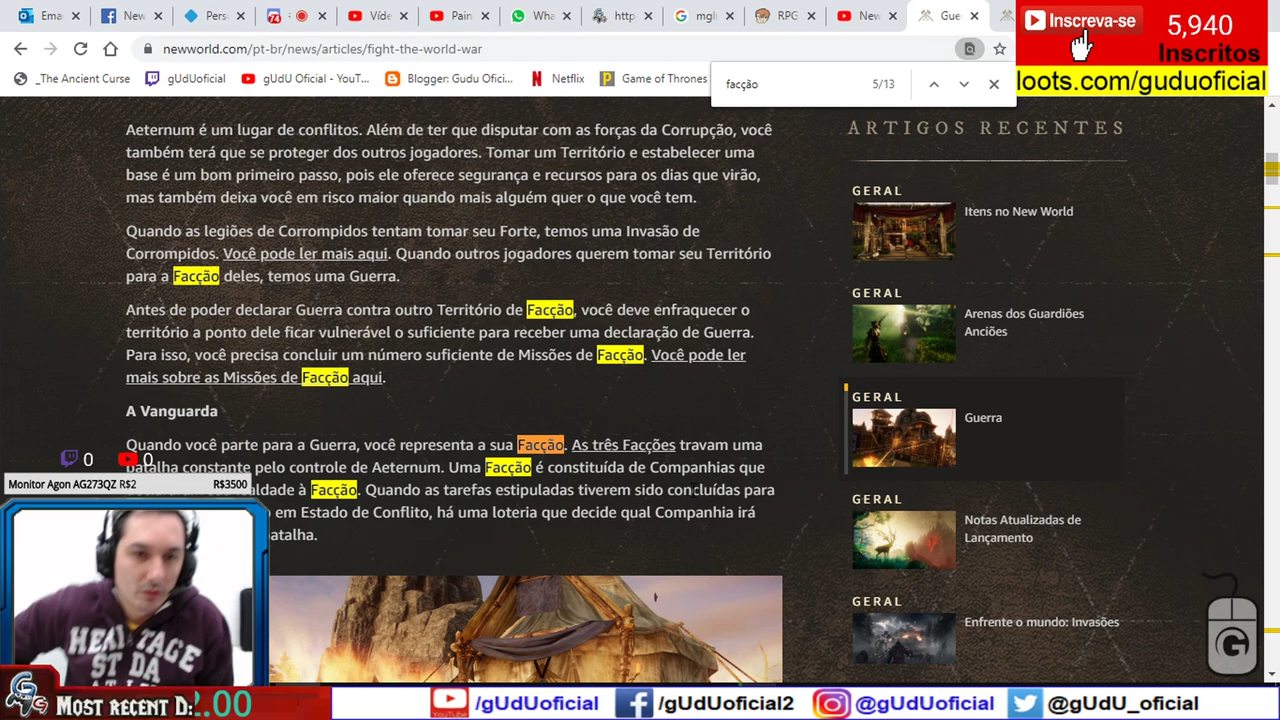 Ema
New
Pers
74
Víde
Pain
Wha
http
mgl
RPG
New
Gue
newworld.com/pt-br/news/articles/fight-the-world-war
_The Ancient Curse
gUdUoficial
gUdU Oficial - YouT...
Blogger: Gudu Ofici...
Netflix
Game of Thrones
facção
5/13
Inscreva-se
5,940
Inscritos
loots.com/guduoficial
Aeternum é um lugar de conflitos. Além de ter que disputar com as forças da Corrupção, você
também terá que se proteger dos outros jogadores. Tomar um Território e estabelecer uma
base é um bom primeiro passo, pois ele oferece segurança e recursos para os dias que virão,
mas também deixa você em risco maior quando mais alguém quer o que você tem.
Quando as legiões de Corrompidos tentam tomar seu Forte, temos uma Invasão de
Corrompidos. Você pode ler mais aqui. Quando outros jogadores querem tomar seu Território
para a Facção deles, temos uma Guerra.
Antes de poder declarar Guerra contra outro Território de Facção, você deve enfraquecer o
território a ponto dele ficar vulnerável o suficiente para receber uma declaração de Guerra.
Para isso, você precisa concluir um número suficiente de Missões de Facção. Você pode ler
mais sobre as Missões de Facção aqui.
A Vanguarda
Quando você parte para a Guerra, você representa a sua Facção. As três Facções travam uma
batalha constante pelo controle de Aeternum. Uma Facção é constituída de Companhias que
ldade à Facção. Quando as tarefas estipuladas tiverem sido concluídas para
em Estado de Conflito, há uma loteria que decide qual Companhia irá
atalha.
ARTIGOS RECENTES
GERAL
Itens no New World
GERAL
Arenas dos Guardiões
Anciões
GERAL
Guerra
GERAL
Notas Atualizadas de
Lançamento
GERAL
Enfrente o mundo: Invasões
0
0
Monitor Agon AG273QZ R$2
R$3500
HERITAGE
ST DA
G
Most recent D:
2.00
/gUdUoficial
/gUdUoficial2
@gUdUoficial
@gUdU_oficial